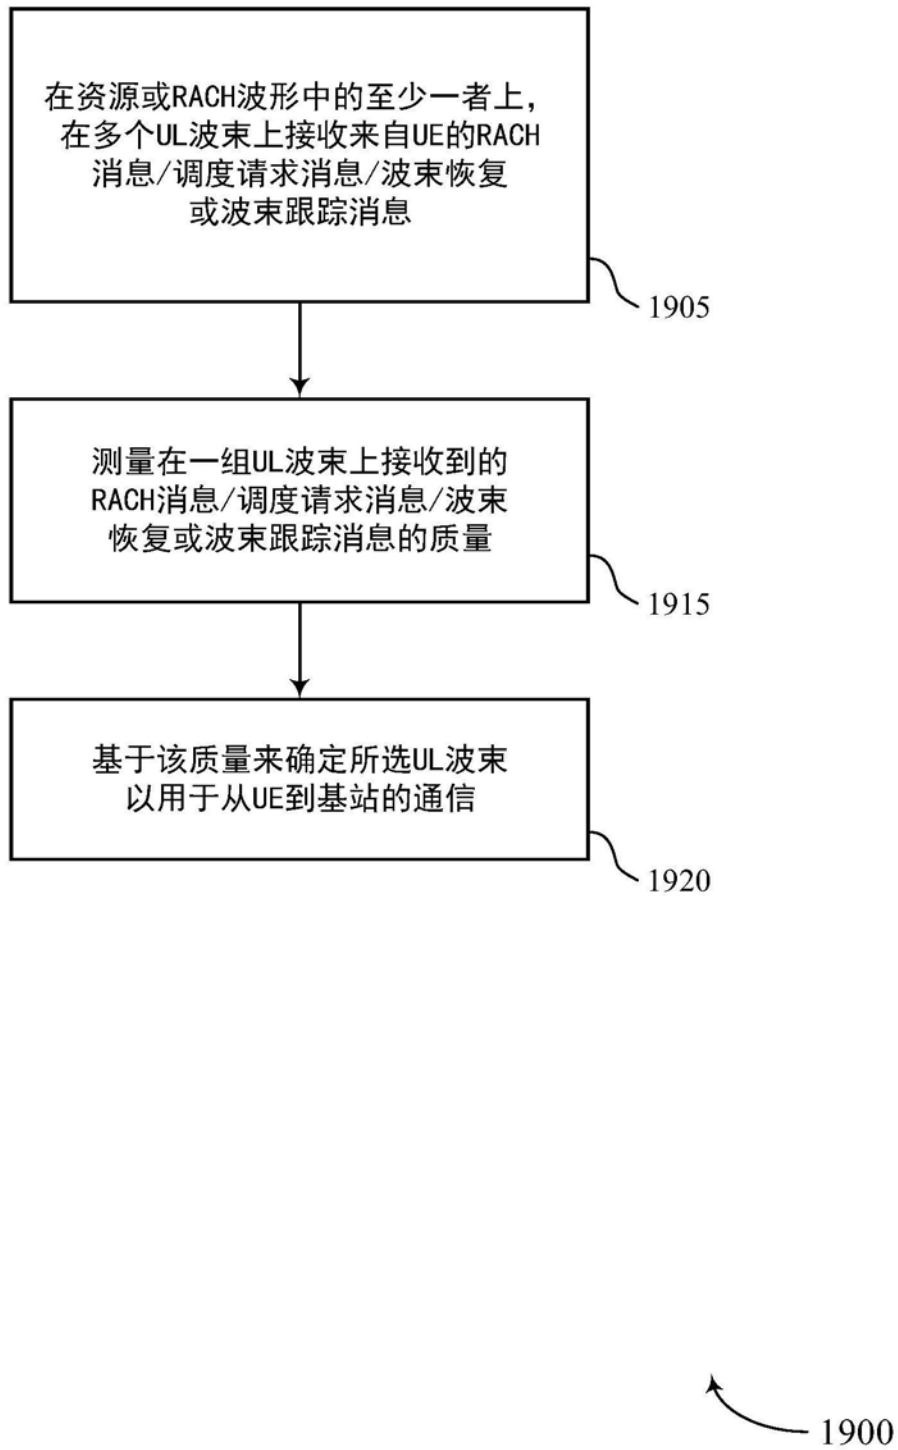 在资源或RACH波形中的至少一者上，
在多个UL波束上接收来自UE的RACH
消息/调度请求消息/波束恢复
或波束跟踪消息
1905
测量在一组UL波束上接收到的
RACH消息/调度请求消息/波束
恢复或波束跟踪消息的质量
1915
基于该质量来确定所选UL波束
以用于从UE到基站的通信
1920
1900